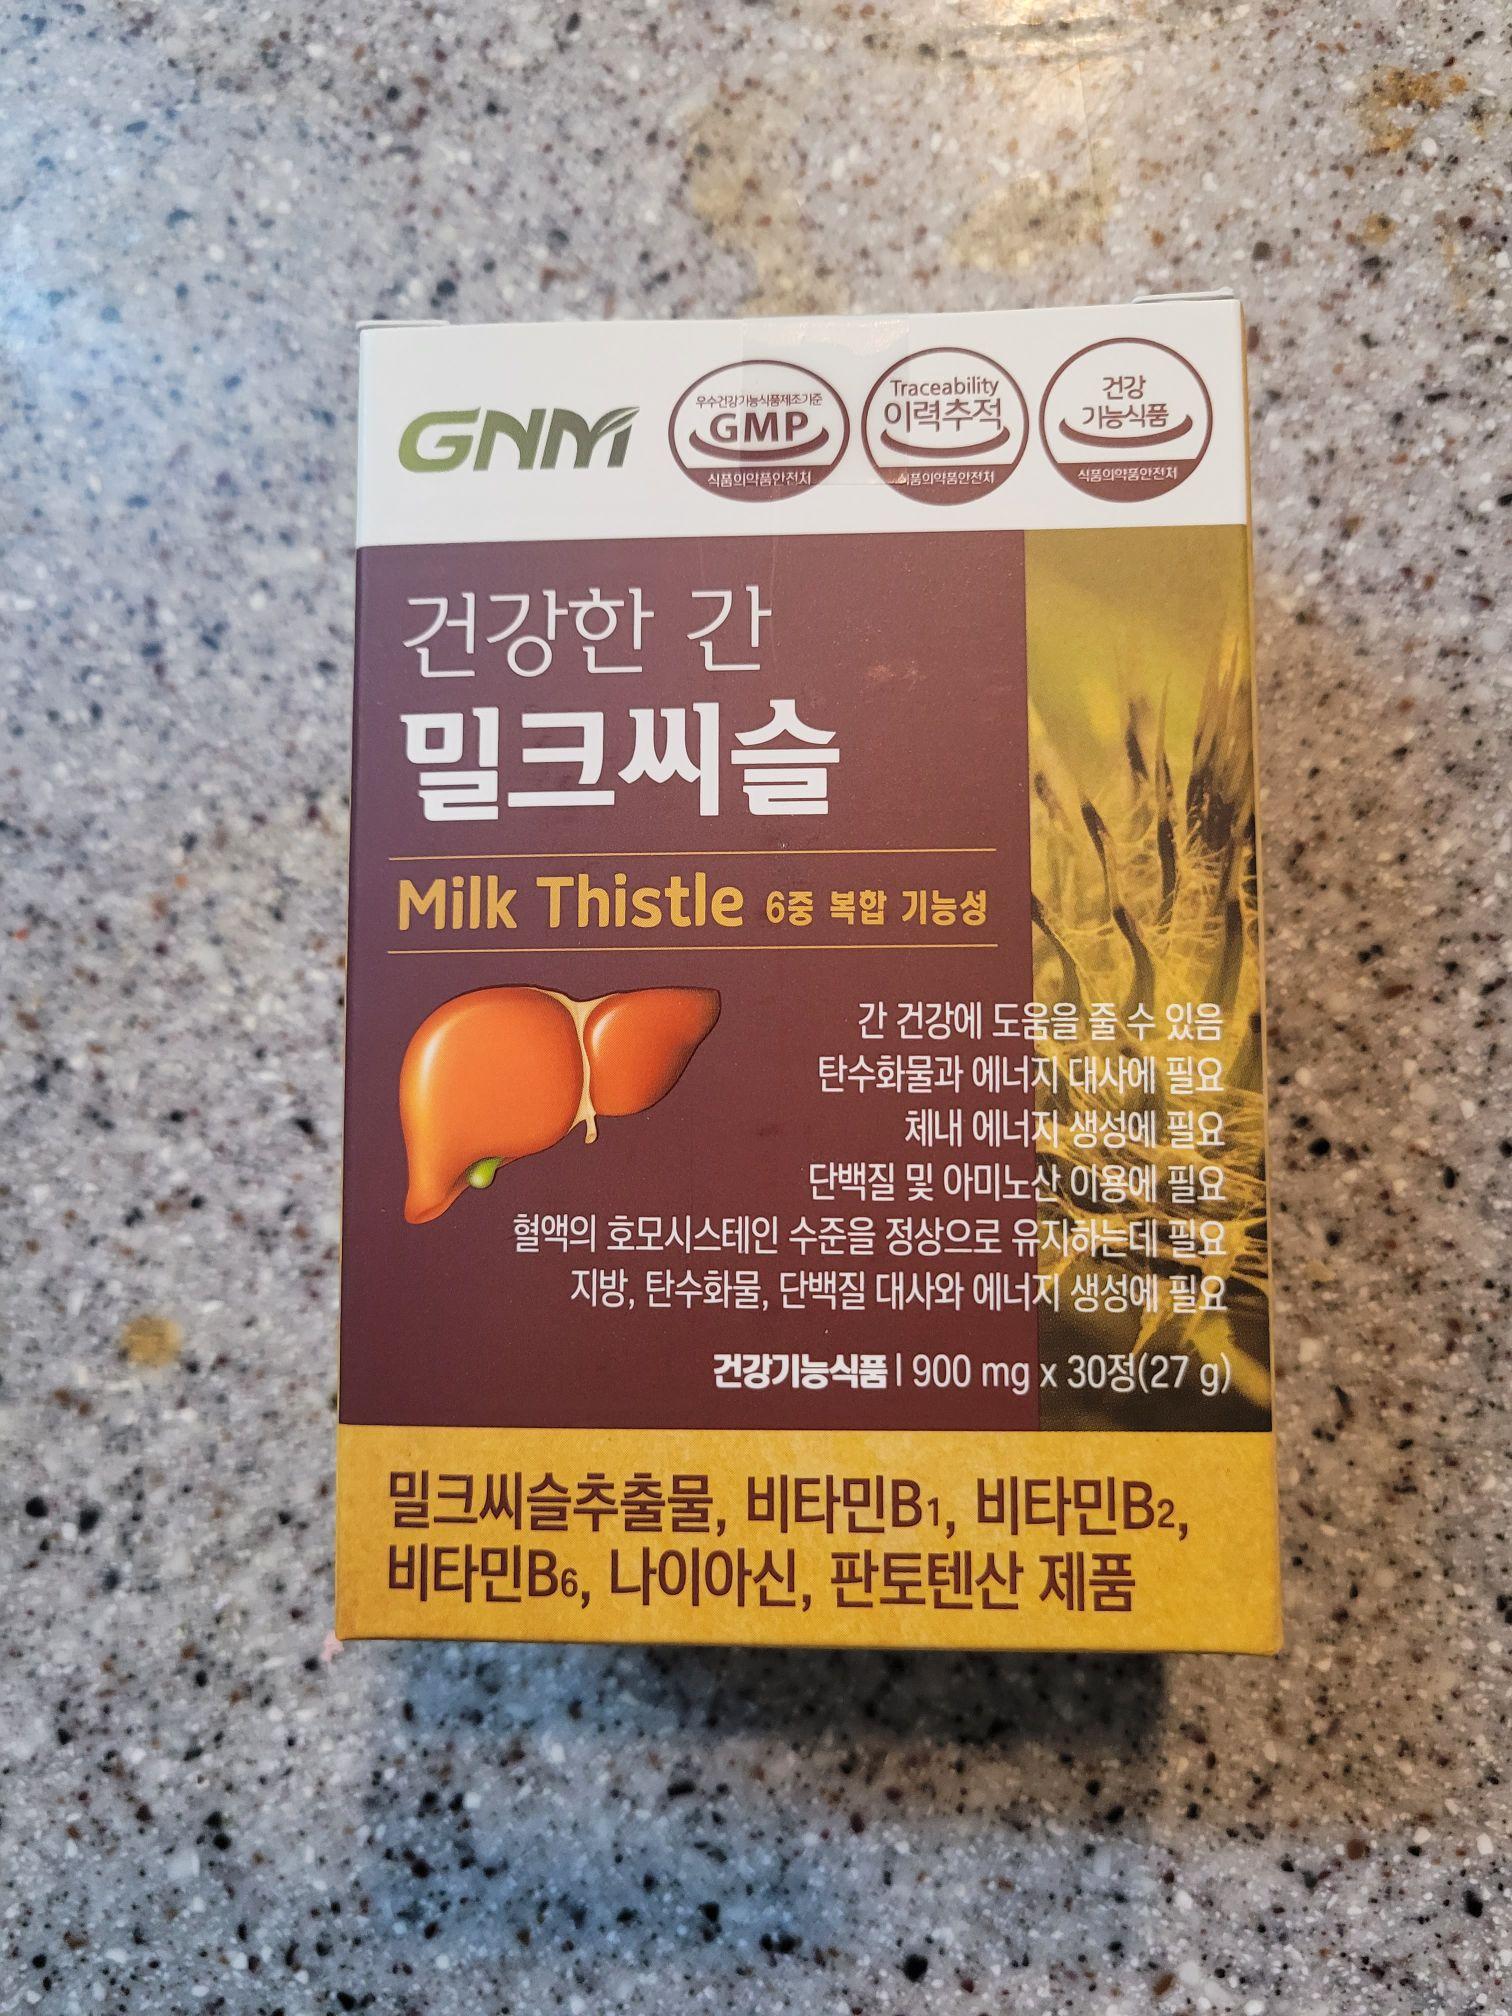 GNM
우수건강기능식품제조기준
GMP
식품의약품안전처
Traceability
이력추적
식품의약품안전처
건강
기능식품
식품의약품안전처
건강한 간
밀크씨슬
Milk Thistle 6중 복합 기능성
간 건강에 도움을 줄 수 있음
탄수화물과 에너지 대사에 필요
체내 에너지 생성에 필요
단백질 및 아미노산 이용에 필요
혈액의 호모시스테인 수준을 정상으로 유지하는데 필요
지방, 탄수화물, 단백질 대사와 에너지 생성에 필요
건강기능식품 | 900 mg x 30정(27 g)
밀크씨슬추출물, 비타민B1, 비타민B2,
비타민B6, 나이아신, 판토텐산 제품